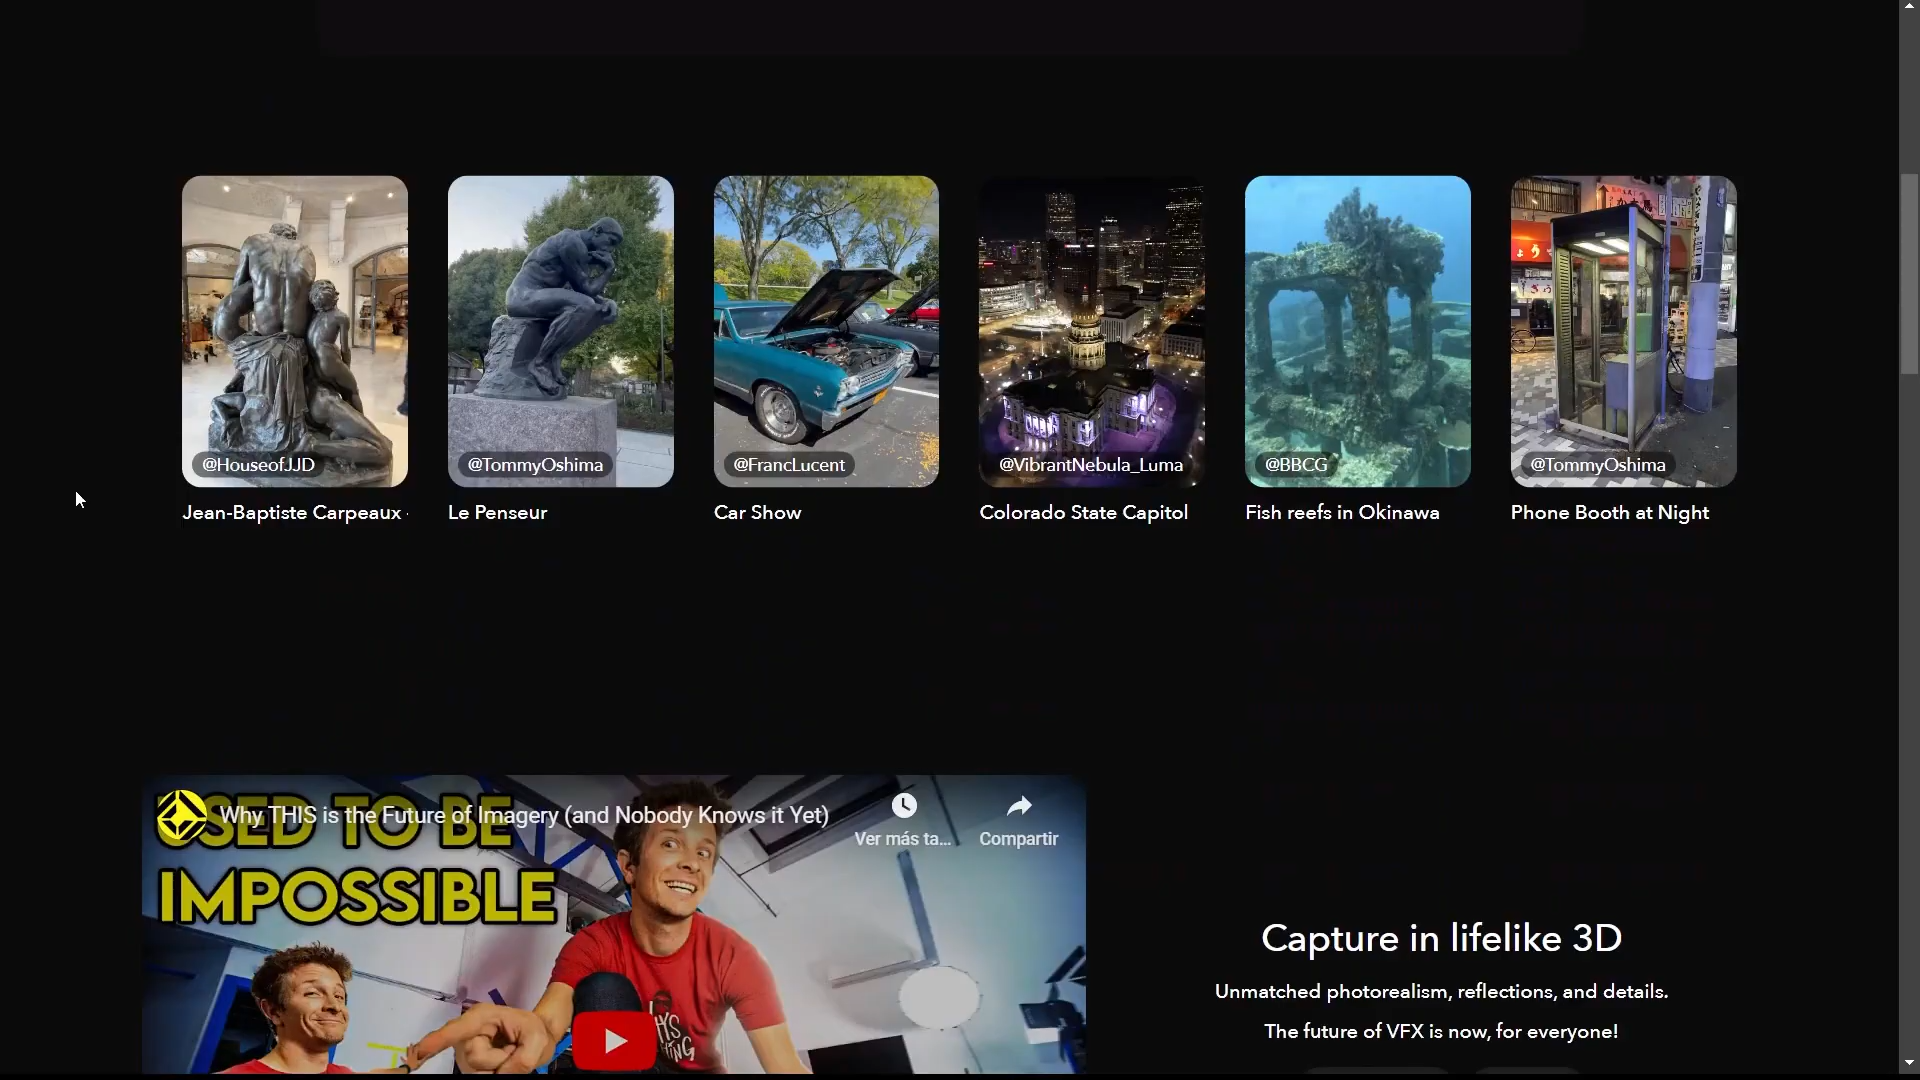 @HouseofJJD
@TommyOshima
@FrancLucent
@VibrantNebula_Luma
@BBCG
@TommyOshima
Jean-Baptiste Carpeaux
Le Penseur
Car Show
Colorado State Capitol
Fish reefs in Okinawa
Phone Booth at Night
Why THIS is the Future of Imagery (and Nobody Knows it Yet)
Ver más ta...
Compartir
USED TO BE
IMPOSSIBLE
Capture in lifelike 3D
Unmatched photorealism, reflections, and details.
The future of VFX is now, for everyone!